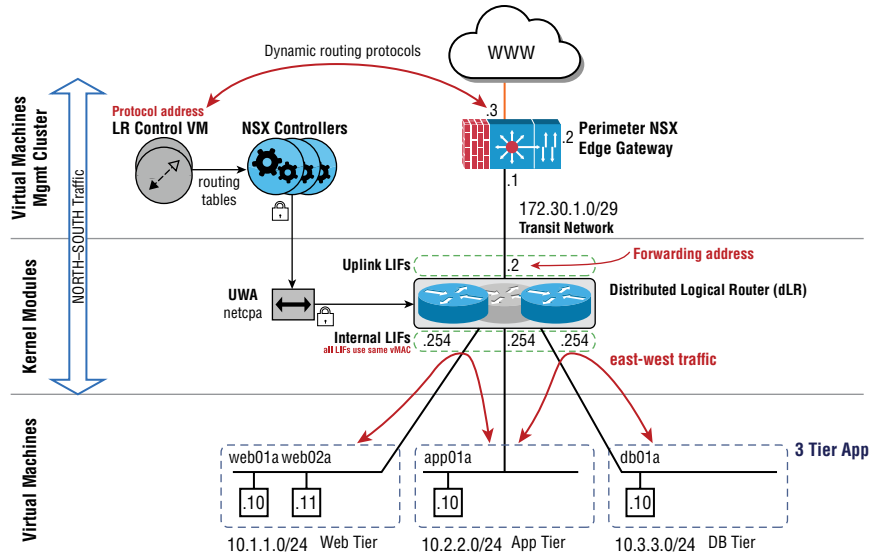 WWW
Dynamic routing protocols
Protocol address
LR Control VM
NSX Controllers
routing
tables
.3
.2
.1
Perimeter NSX
Edge Gateway
172.30.1.0/29
Transit Network
Virtual Machines
Mgmt Cluster
NORTH–SOUTH Traffic
Kernel Modules
Uplink LIFs
.2
Forwarding address
UWA
netcpa
Distributed Logical Router (dLR)
Internal LIFs
all LIFs use same vMAC
.254
.254
.254
east-west traffic
Virtual Machines
3 Tier App
web01a web02a
.10
.11
10.1.1.0/24 Web Tier
app01a
.10
10.2.2.0/24 App Tier
db01a
.10
10.3.3.0/24 DB Tier